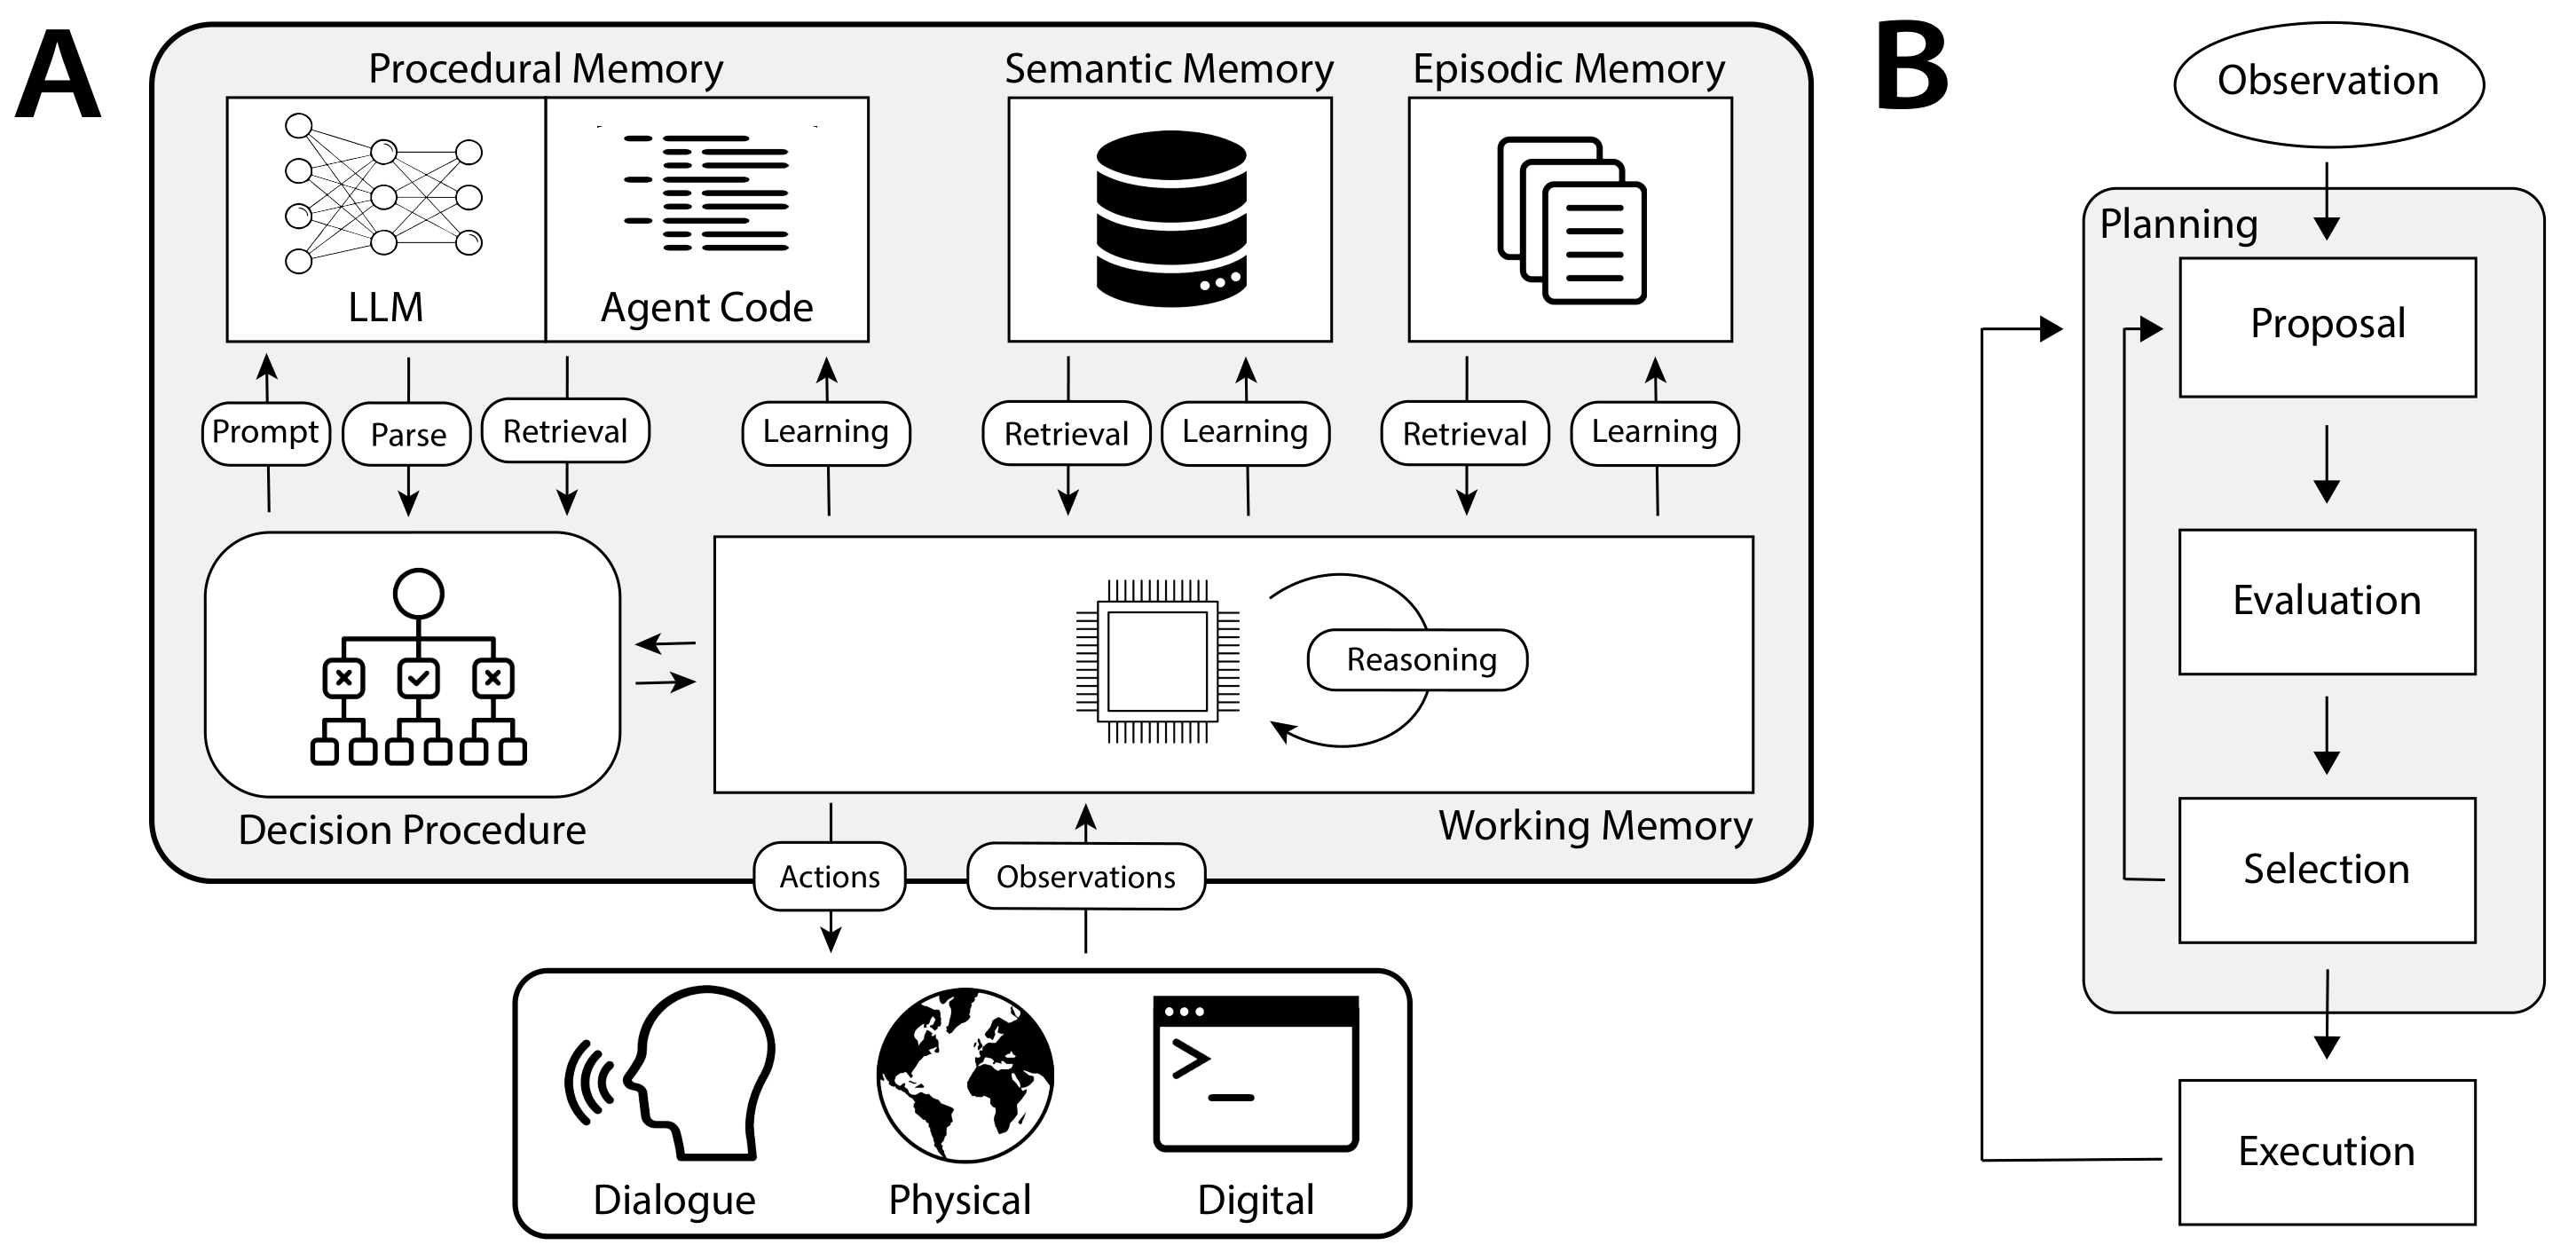 A
Procedural Memory
Semantic Memory
Episodic Memory
LLM
Agent Code
Prompt
Parse
Retrieval
Learning
Retrieval
Learning
Retrieval
Learning
Reasoning
Decision Procedure
Working Memory
Actions
Observations
>_
Dialogue
Physical
Digital
B
Observation
Planning
Proposal
Evaluation
Selection
Execution